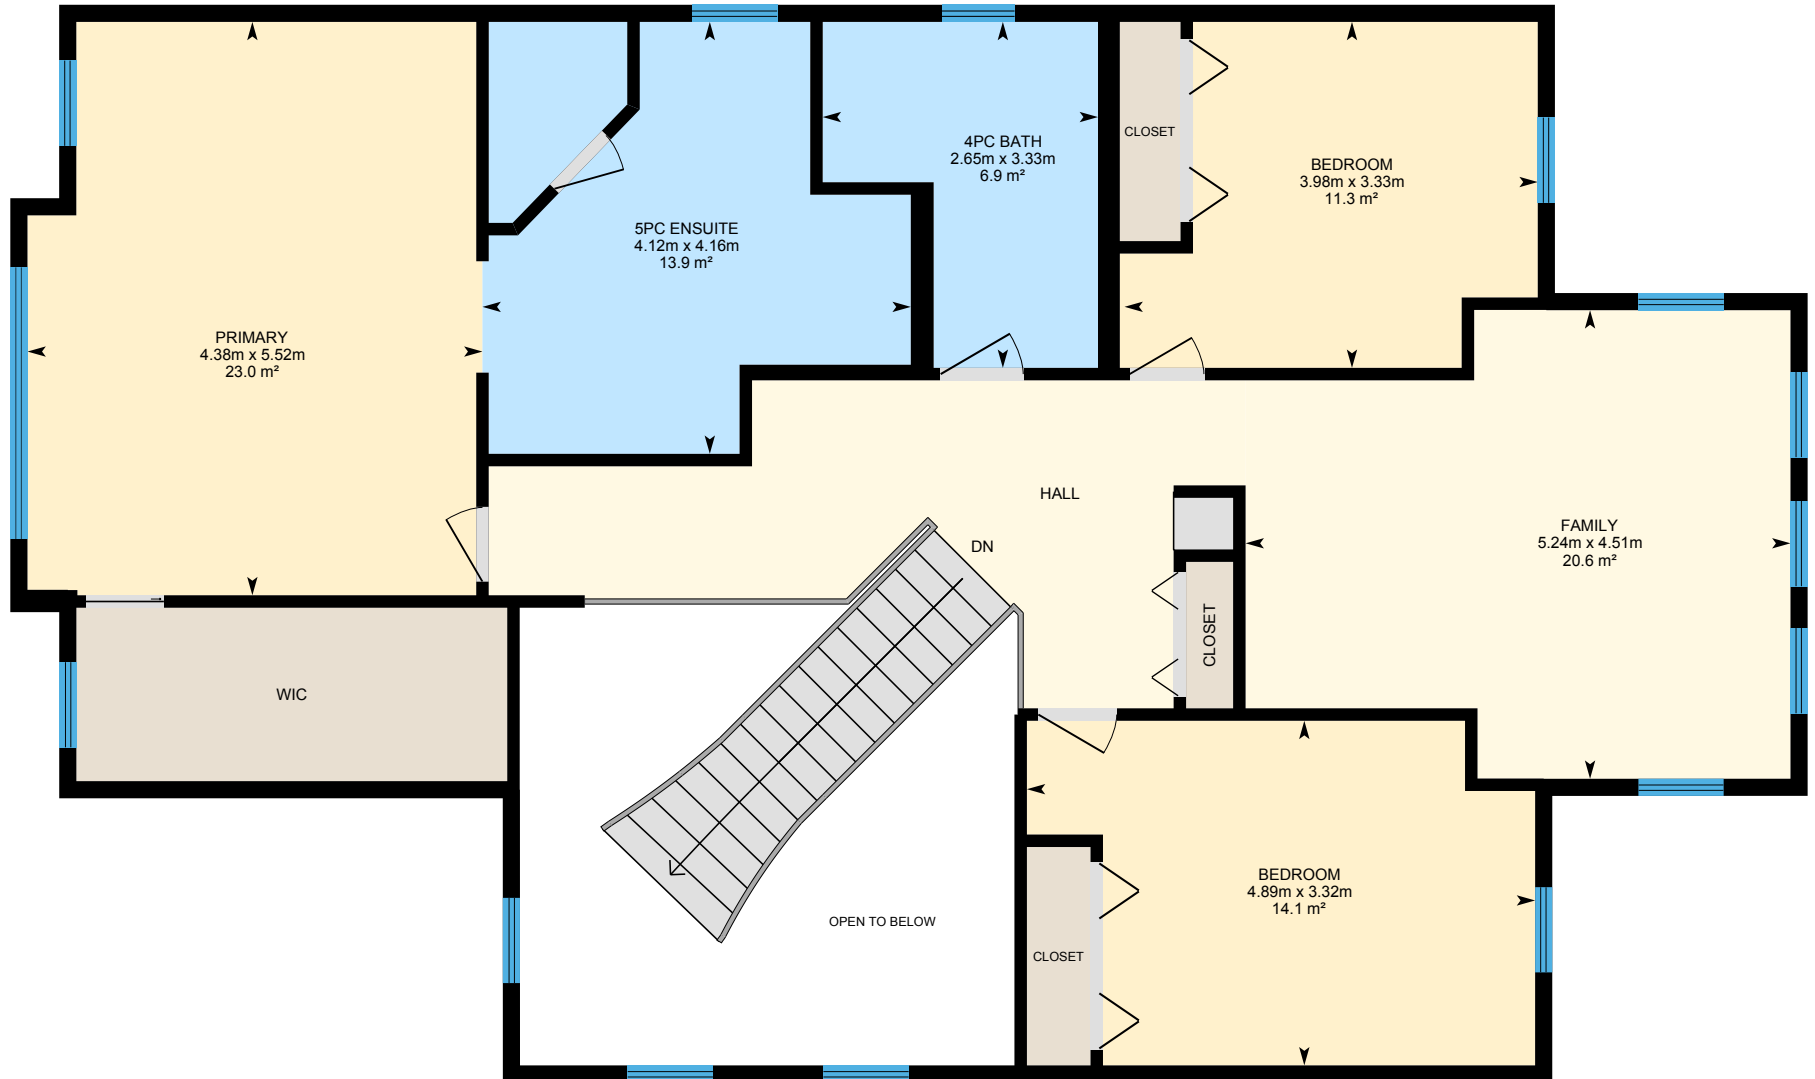 CLOSET
4PC BATH
2.65m x 3.33m
6.9 m²
BEDROOM
3.98m x 3.33m
11.3 m²
5PC ENSUITE
4.12m x 4.16m
13.9 m²
PRIMARY
4.38m x 5.52m
23.0 m²
HALL
DN
FAMILY
5.24m x 4.51m
20.6 m²
CLOSET
WIC
BEDROOM
4.89m x 3.32m
14.1 m²
OPEN TO BELOW
CLOSET